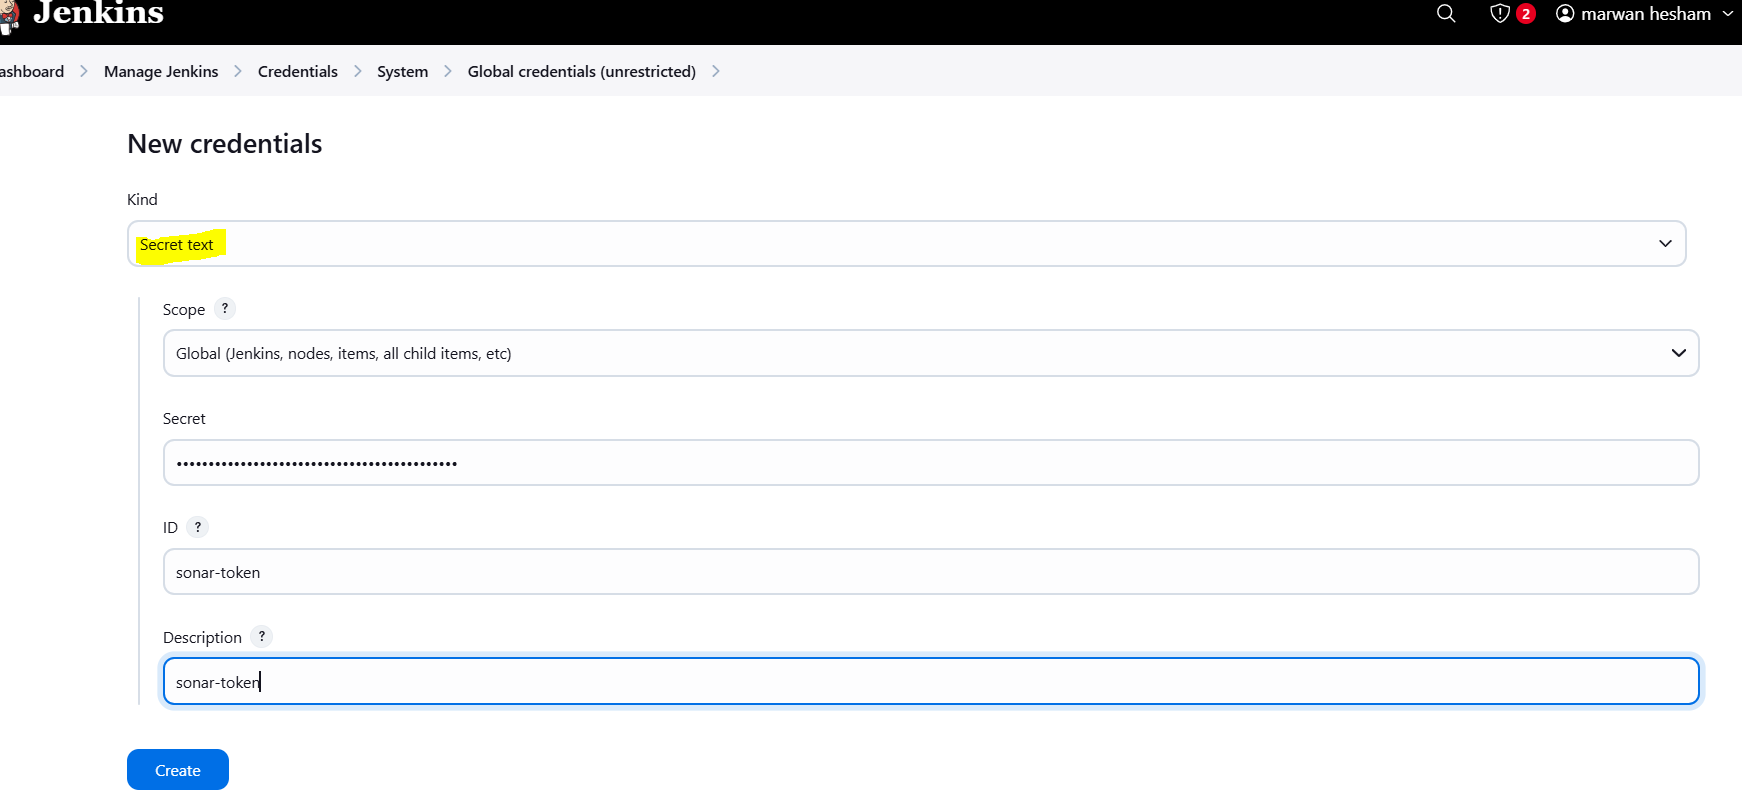 Jenkins
2
marwan hesham
ashboard
Manage Jenkins
Credentials
System
Global credentials (unrestricted)
New credentials
Kind
Secret text
Scope ?
Global (Jenkins, nodes, items, all child items, etc)
Secret
••••••••••••••••••••••••••••••••••••••••••••
ID ?
sonar-token
Description ?
sonar-token
Create